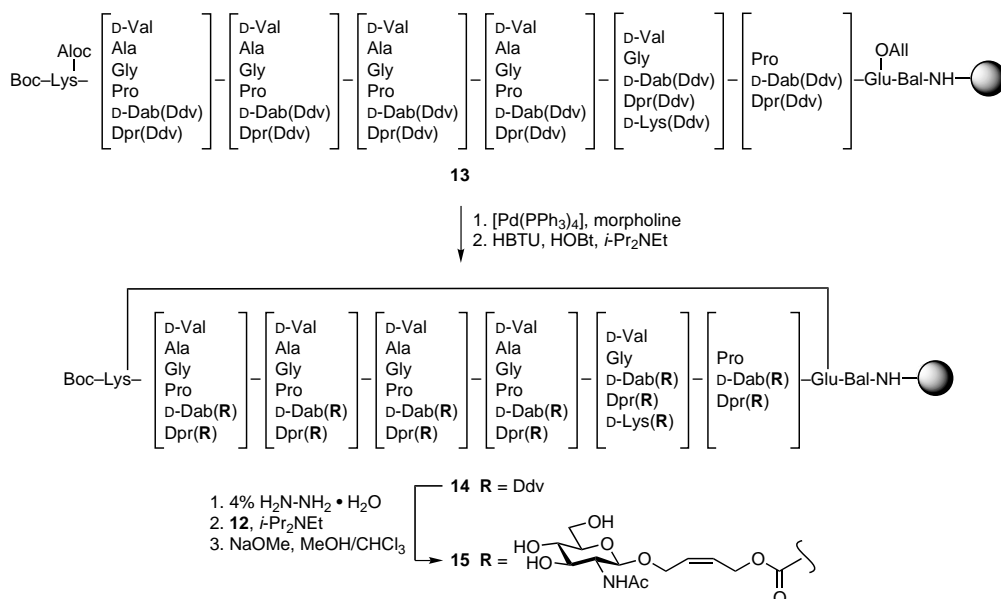 Aloc
Boc–Lys–
D-Val
Ala
Gly
Pro
D-Dab(Ddv)
Dpr(Ddv)
–
D-Val
Ala
Gly
Pro
D-Dab(Ddv)
Dpr(Ddv)
–
D-Val
Ala
Gly
Pro
D-Dab(Ddv)
Dpr(Ddv)
–
D-Val
Ala
Gly
Pro
D-Dab(Ddv)
Dpr(Ddv)
–
D-Val
Gly
D-Dab(Ddv)
Dpr(Ddv)
D-Lys(Ddv)
–
Pro
D-Dab(Ddv)
Dpr(Ddv)
OAll
–Glu-Bal-NH–
13
1. [Pd(PPh3)4], morpholine
2. HBTU, HOBt, i-Pr2NEt
Boc–Lys–
D-Val
Ala
Gly
Pro
D-Dab(R)
Dpr(R)
–
D-Val
Ala
Gly
Pro
D-Dab(R)
Dpr(R)
–
D-Val
Ala
Gly
Pro
D-Dab(R)
Dpr(R)
–
D-Val
Ala
Gly
Pro
D-Dab(R)
Dpr(R)
–
D-Val
Gly
D-Dab(R)
Dpr(R)
D-Lys(R)
–
Pro
D-Dab(R)
Dpr(R)
–Glu-Bal-NH–
14 R = Ddv
1. 4% H2N-NH2 • H2O
2. 12, i-Pr2NEt
3. NaOMe, MeOH/CHCl3
15 R =
OH
HO
HO
O
NHAc
O
O
O